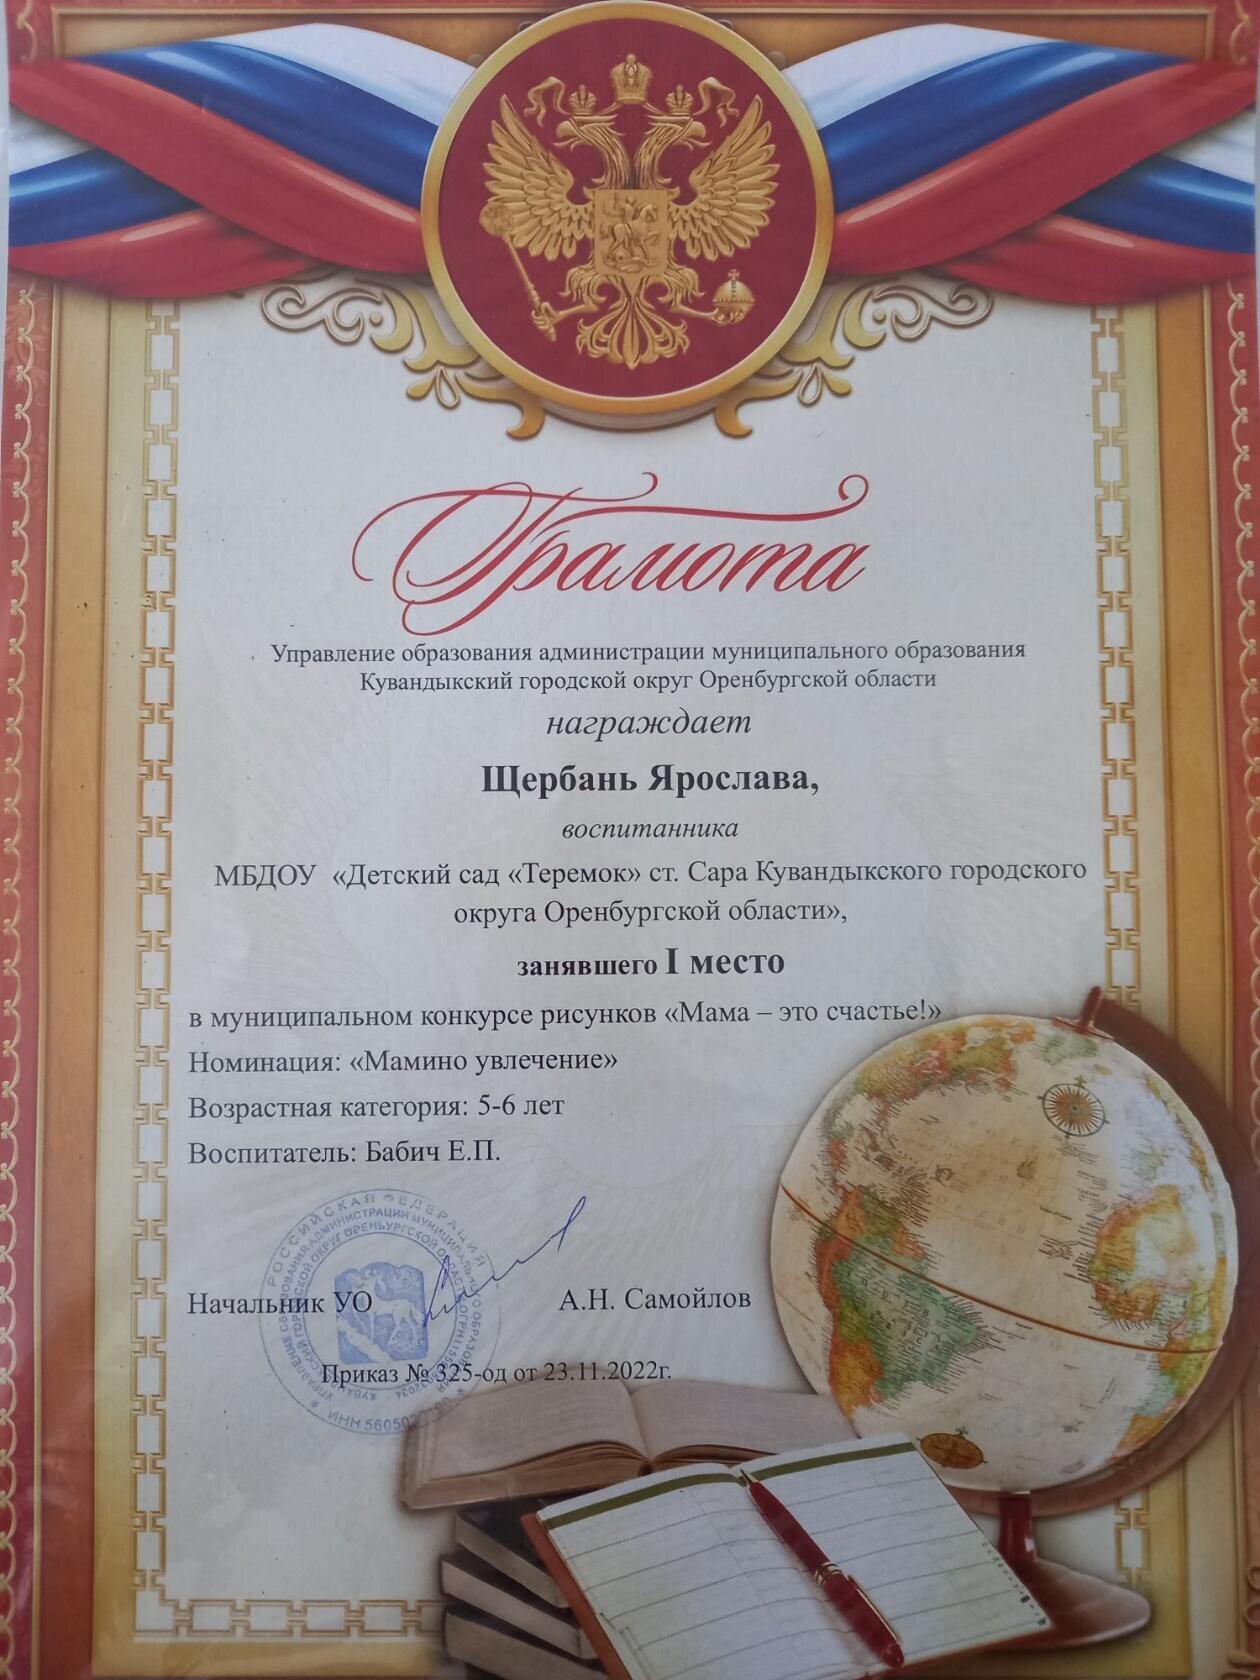 Грамота
Управление образования администрации муниципального образования
Кувандыкский городской округ Оренбургской области
награждает
Щербань Ярослава,
воспитанника
МБДОУ «Детский сад «Теремок» ст. Сара Кувандыкского городского
округа Оренбургской области»,
занявшего I место
в муниципальном конкурсе рисунков «Мама – это счастье!»
Номинация: «Мамино увлечение»
Возрастная категория: 5-6 лет
Воспитатель: Бабич Е.П.
РОССИЙСКАЯ ФЕДЕРАЦИЯ
Начальник УО А.Н. Самойлов
Приказ № 325-од от 23.11.2022г.